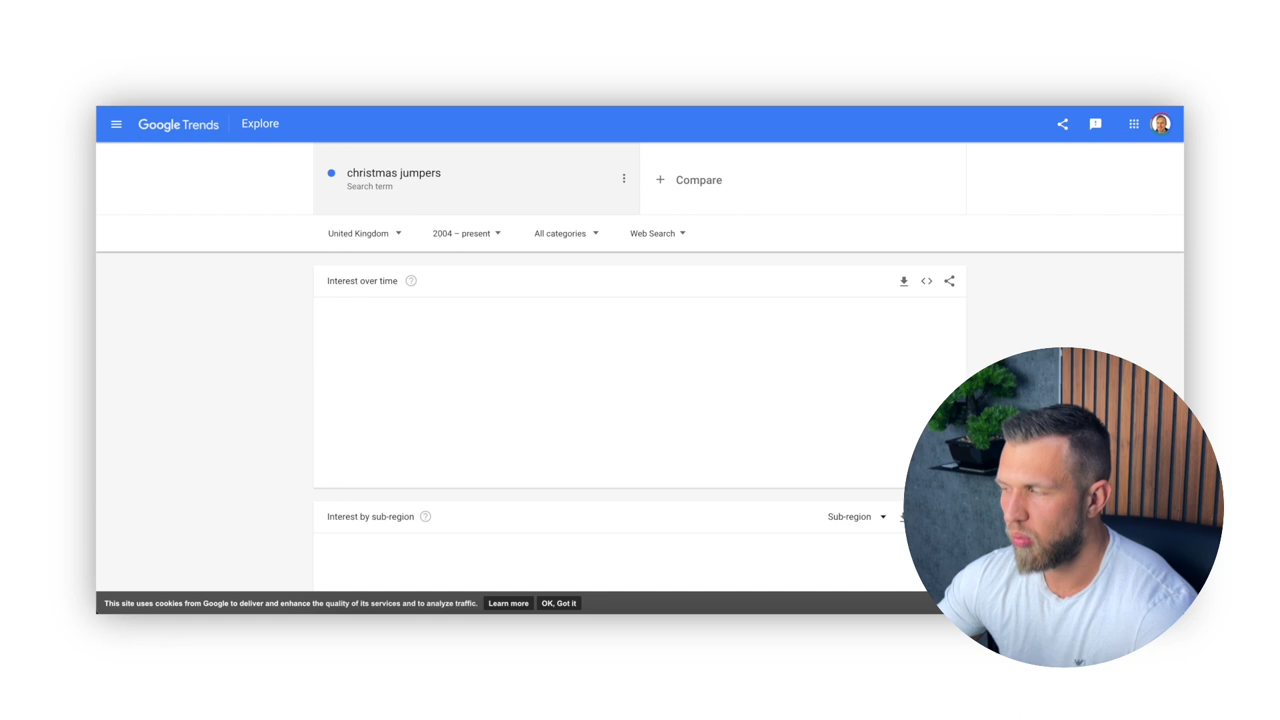 Google Trends
Explore
christmas jumpers
Search term
+ Compare
United Kingdom
2004 – present
All categories
Web Search
Interest over time
Interest by sub-region
Sub-region
This site uses cookies from Google to deliver and enhance the quality of its services and to analyze traffic.
Learn more
OK, Got it